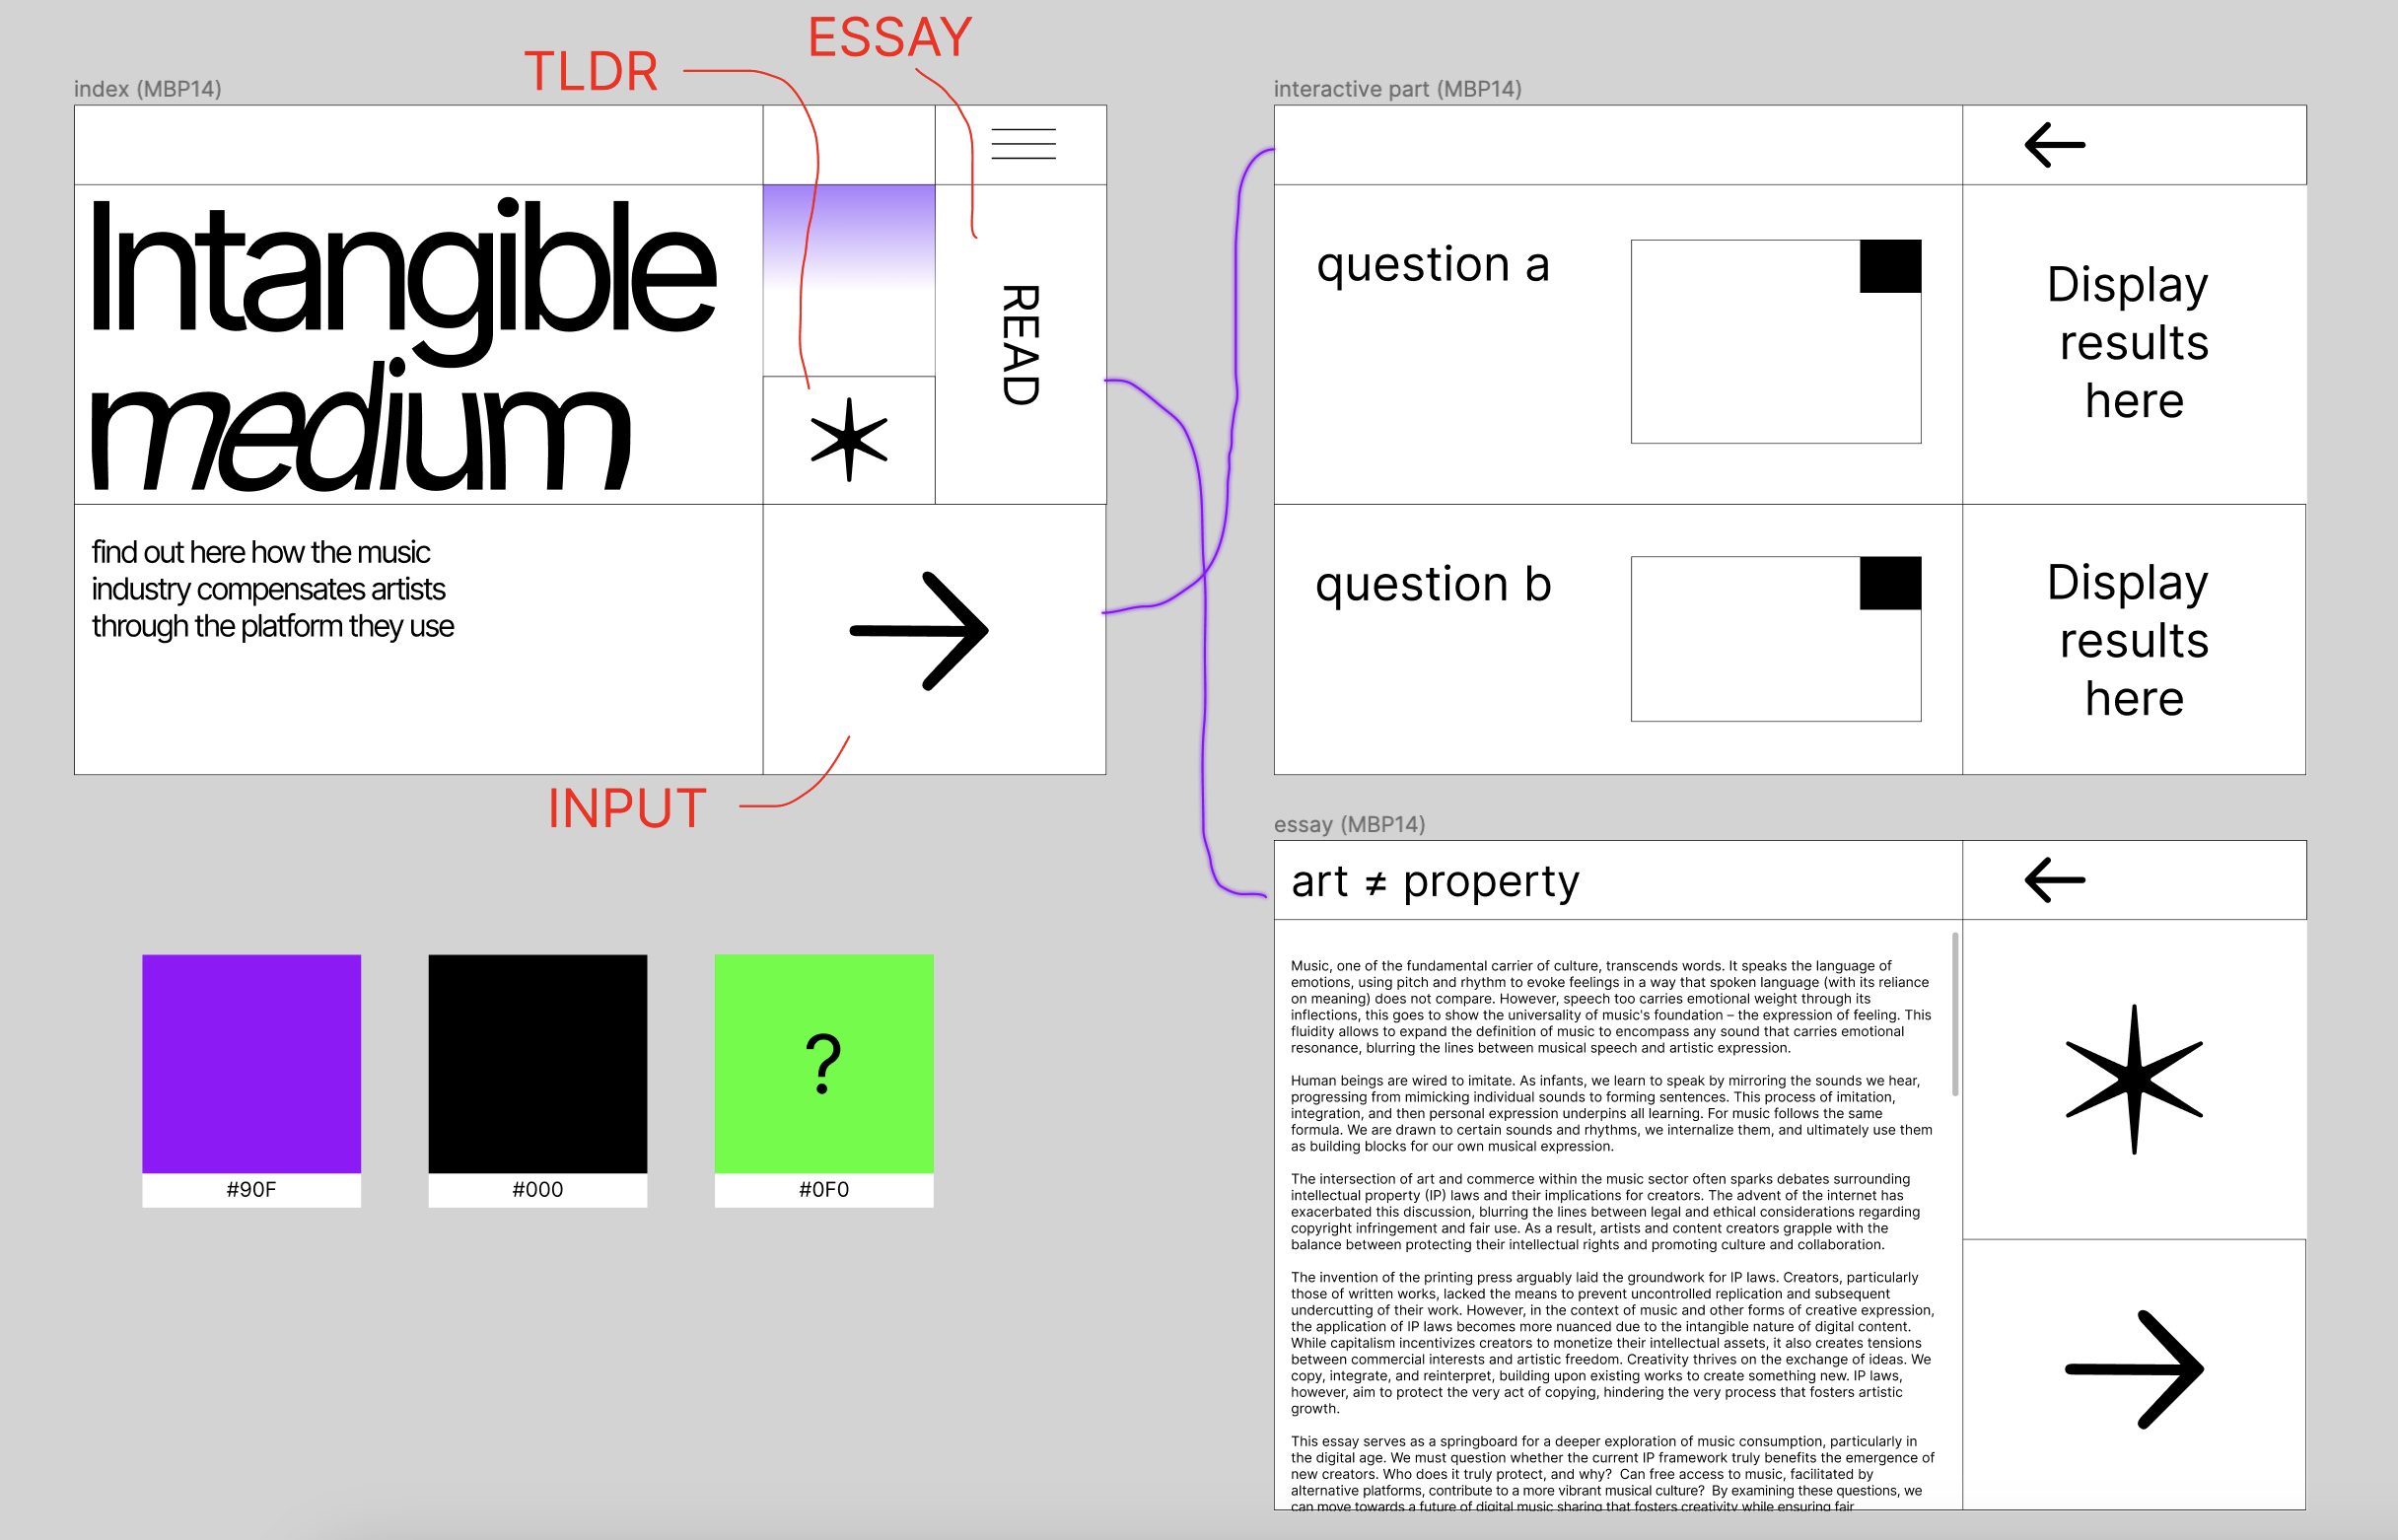 ESSAY
TLDR
index (MBP14)
Intangible
medium
READ
find out here how the music
industry compensates artists
through the platform they use
INPUT
interactive part (MBP14)
question a
Display
results
here
question b
Display
results
here
essay (MBP14)
art ≠ property
Music, one of the fundamental carrier of culture, transcends words. It speaks the language of
emotions, using pitch and rhythm to evoke feelings in a way that spoken language (with its reliance
on meaning) does not compare. However, speech too carries emotional weight through its
inflections, this goes to show the universality of music's foundation – the expression of feeling. This
fluidity allows to expand the definition of music to encompass any sound that carries emotional
resonance, blurring the lines between musical speech and artistic expression.
Human beings are wired to imitate. As infants, we learn to speak by mirroring the sounds we hear,
progressing from mimicking individual sounds to forming sentences. This process of imitation,
integration, and then personal expression underpins all learning. For music follows the same
formula. We are drawn to certain sounds and rhythms, we internalize them, and ultimately use them
as building blocks for our own musical expression.
The intersection of art and commerce within the music sector often sparks debates surrounding
intellectual property (IP) laws and their implications for creators. The advent of the internet has
exacerbated this discussion, blurring the lines between legal and ethical considerations regarding
copyright infringement and fair use. As a result, artists and content creators grapple with the
balance between protecting their intellectual rights and promoting culture and collaboration.
The invention of the printing press arguably laid the groundwork for IP laws. Creators, particularly
those of written works, lacked the means to prevent uncontrolled replication and subsequent
undercutting of their work. However, in the context of music and other forms of creative expression,
the application of IP laws becomes more nuanced due to the intangible nature of digital content.
While capitalism incentivizes creators to monetize their intellectual assets, it also creates tensions
between commercial interests and artistic freedom. Creativity thrives on the exchange of ideas. We
copy, integrate, and reinterpret, building upon existing works to create something new. IP laws,
however, aim to protect the very act of copying, hindering the very process that fosters artistic
growth.
This essay serves as a springboard for a deeper exploration of music consumption, particularly in
the digital age. We must question whether the current IP framework truly benefits the emergence of
new creators. Who does it truly protect, and why?  Can free access to music, facilitated by
alternative platforms, contribute to a more vibrant musical culture?  By examining these questions, we
can move towards a future of digital music sharing that fosters creativity while ensuring fair
?
#90F
#000
#0F0